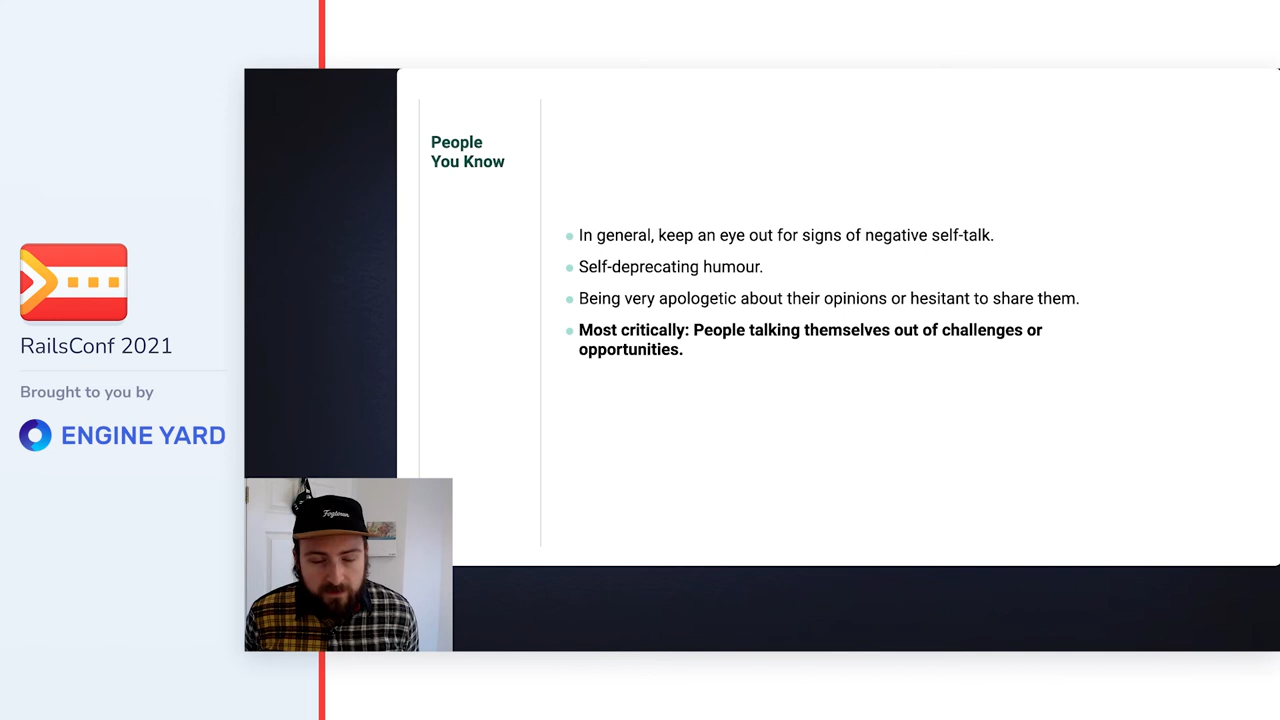 RailsConf 2021
Brought to you by
ENGINE YARD
People
You Know
In general, keep an eye out for signs of negative self-talk.
Self-deprecating humour.
Being very apologetic about their opinions or hesitant to share them.
Most critically: People talking themselves out of challenges or
opportunities.
Fogtown